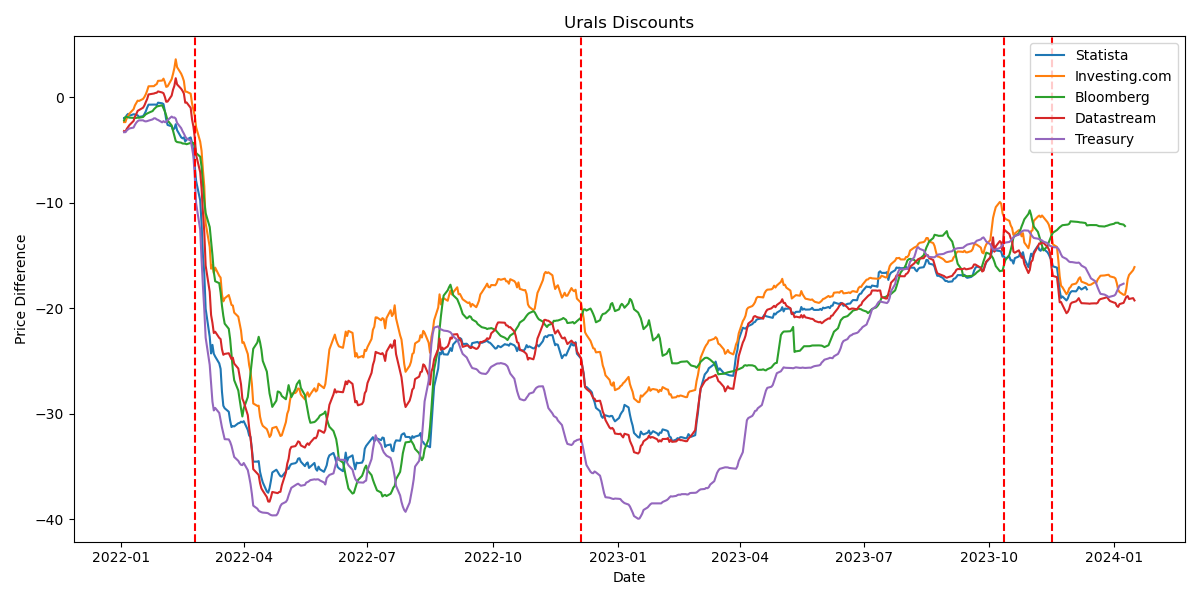 Urals Discounts
Statista
Investing.com
Bloomberg
Datastream
Treasury
Price Difference
0
−10
−20
−30
−40
2022-01
2022-04
2022-07
2022-10
2023-01
2023-04
2023-07
2023-10
2024-01
Date